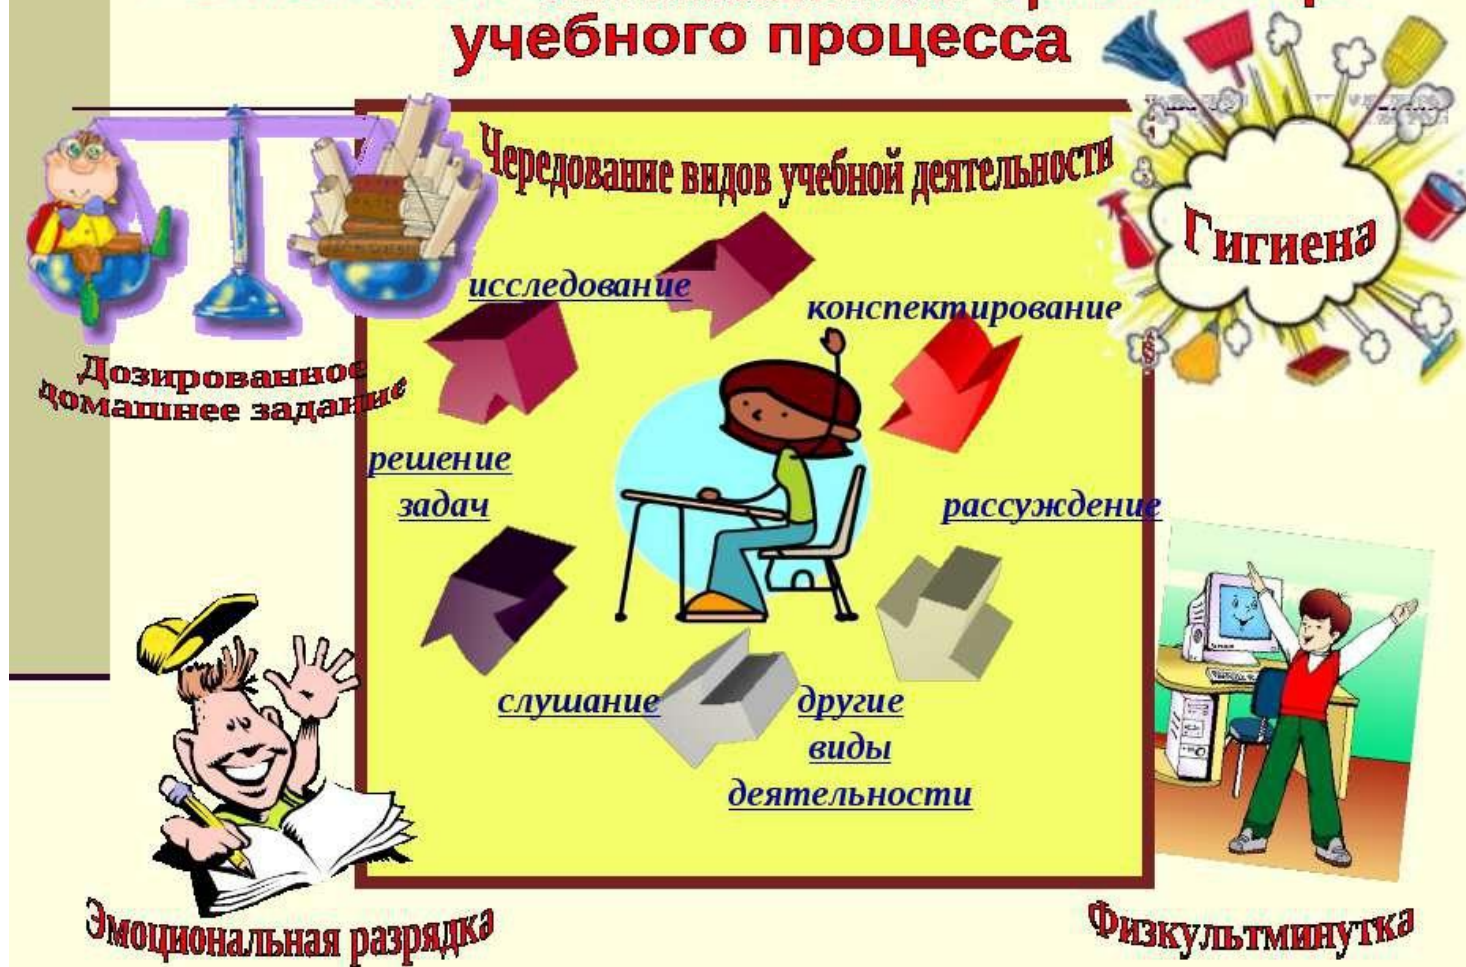 учебного процесса
Чередование видов учебной деятельности
Гигиена
исследование
конспектирование
Дозированное
домашнее задание
решение
задач
рассуждение
слушание
другие
виды
деятельности
Эмоциональная разрядка
Физкультминутка